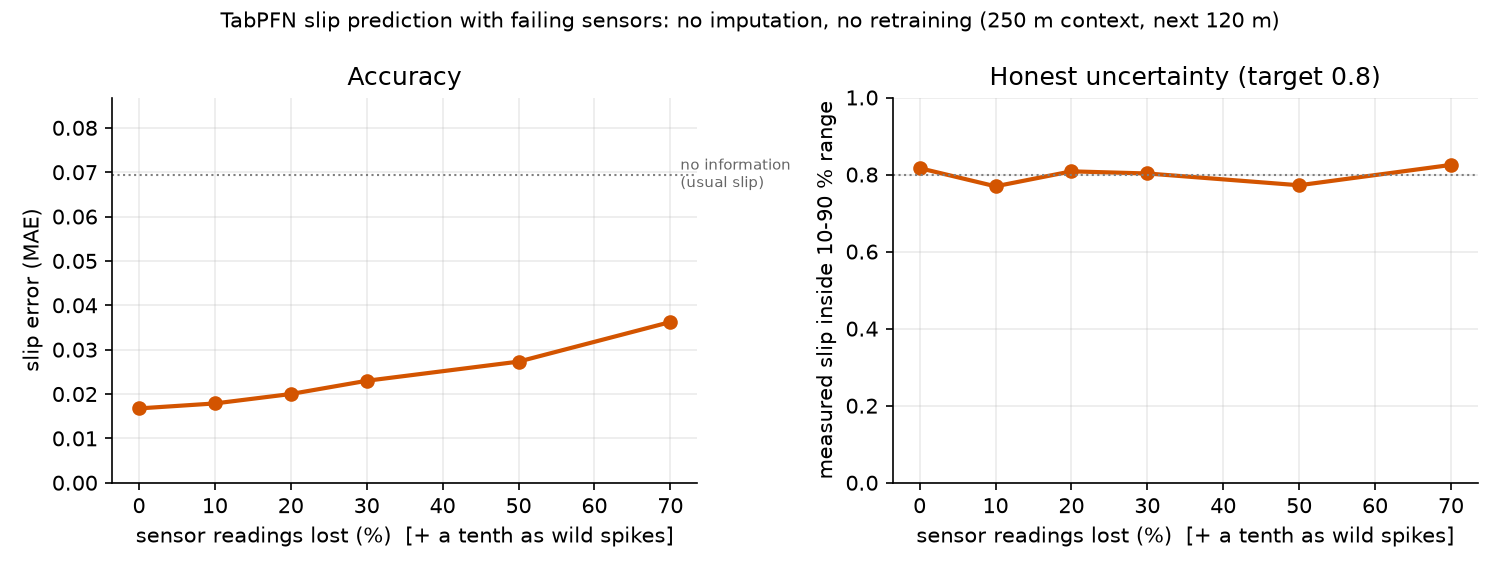 TabPFN slip prediction with failing sensors: no imputation, no retraining (250 m context, next 120 m)
Accuracy
slip error (MAE)
0.08
0.07
0.06
0.05
0.04
0.03
0.02
0.01
0.00
no information
(usual slip)
0 10 20 30 40 50 60 70
sensor readings lost (%) [+ a tenth as wild spikes]
Honest uncertainty (target 0.8)
measured slip inside 10-90 % range
1.0
0.8
0.6
0.4
0.2
0.0
0 10 20 30 40 50 60 70
sensor readings lost (%) [+ a tenth as wild spikes]